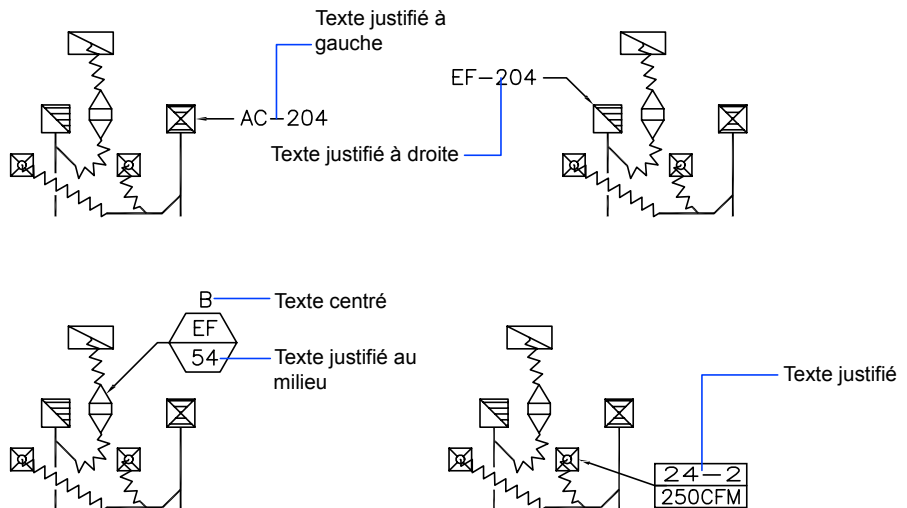 Texte justifié à
gauche
EF-204
AC-204
Texte justifié à droite
B
Texte centré
EF
54
Texte justifié au
milieu
Texte justifié
24-2
250CFM